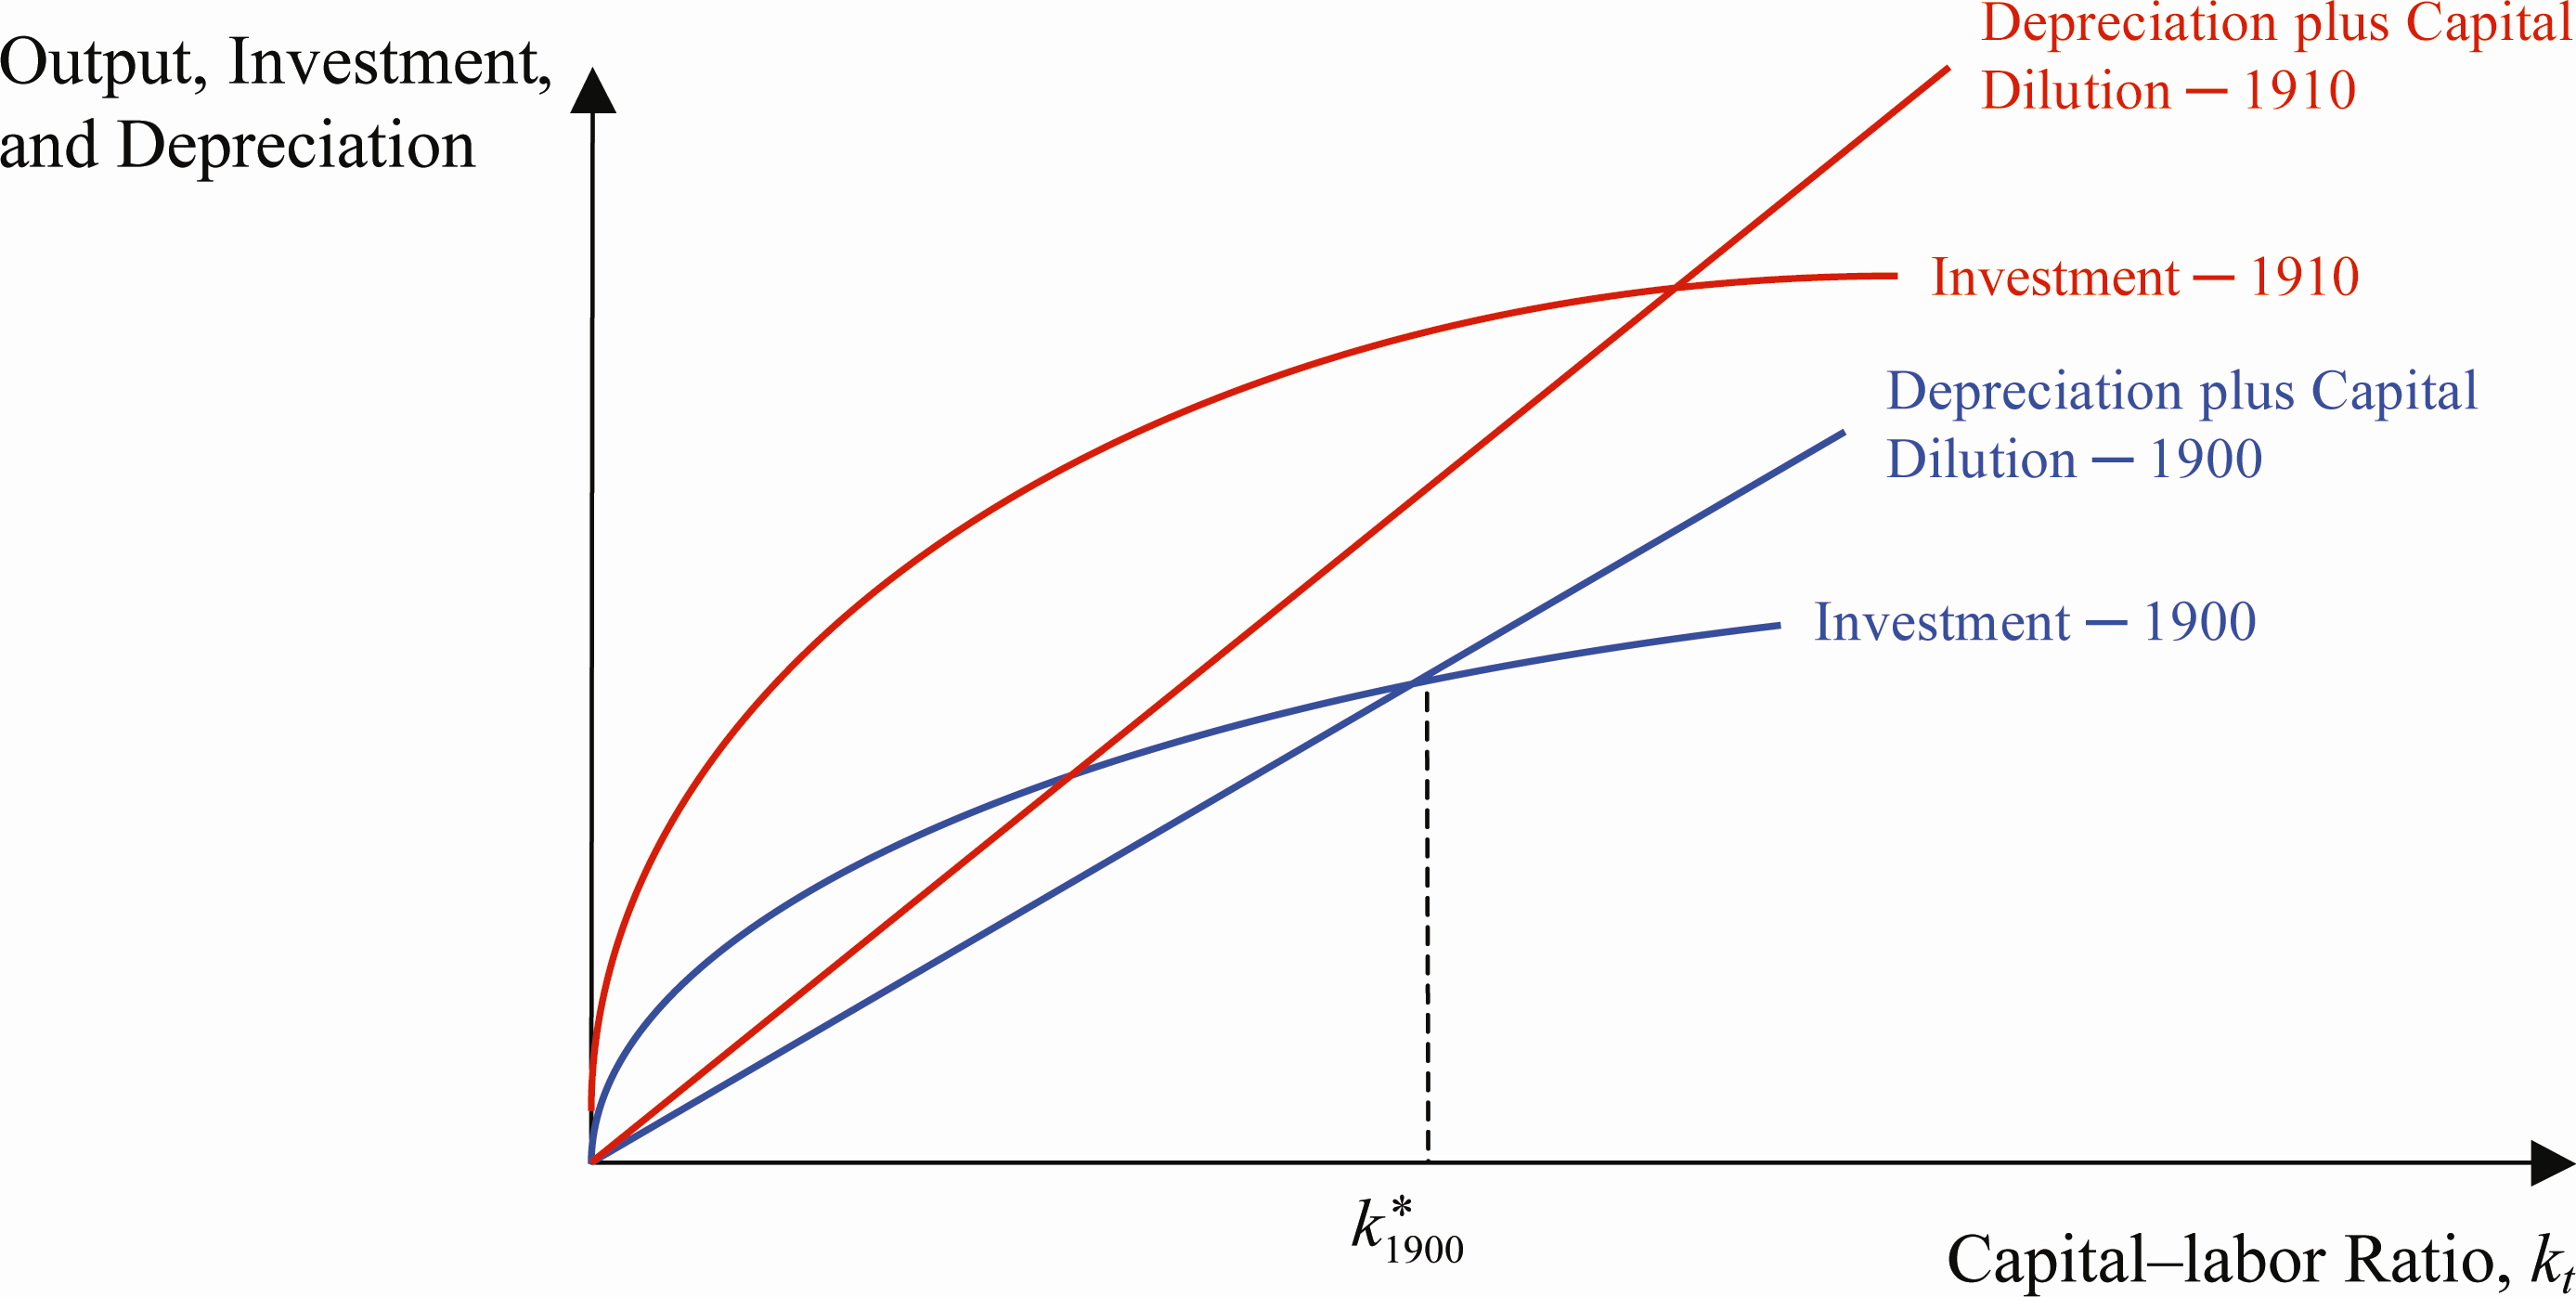 Output, Investment,
and Depreciation
Depreciation plus Capital
Dilution — 1910
Investment — 1910
Depreciation plus Capital
Dilution — 1900
Investment — 1900
k*1900
Capital–labor Ratio, kt